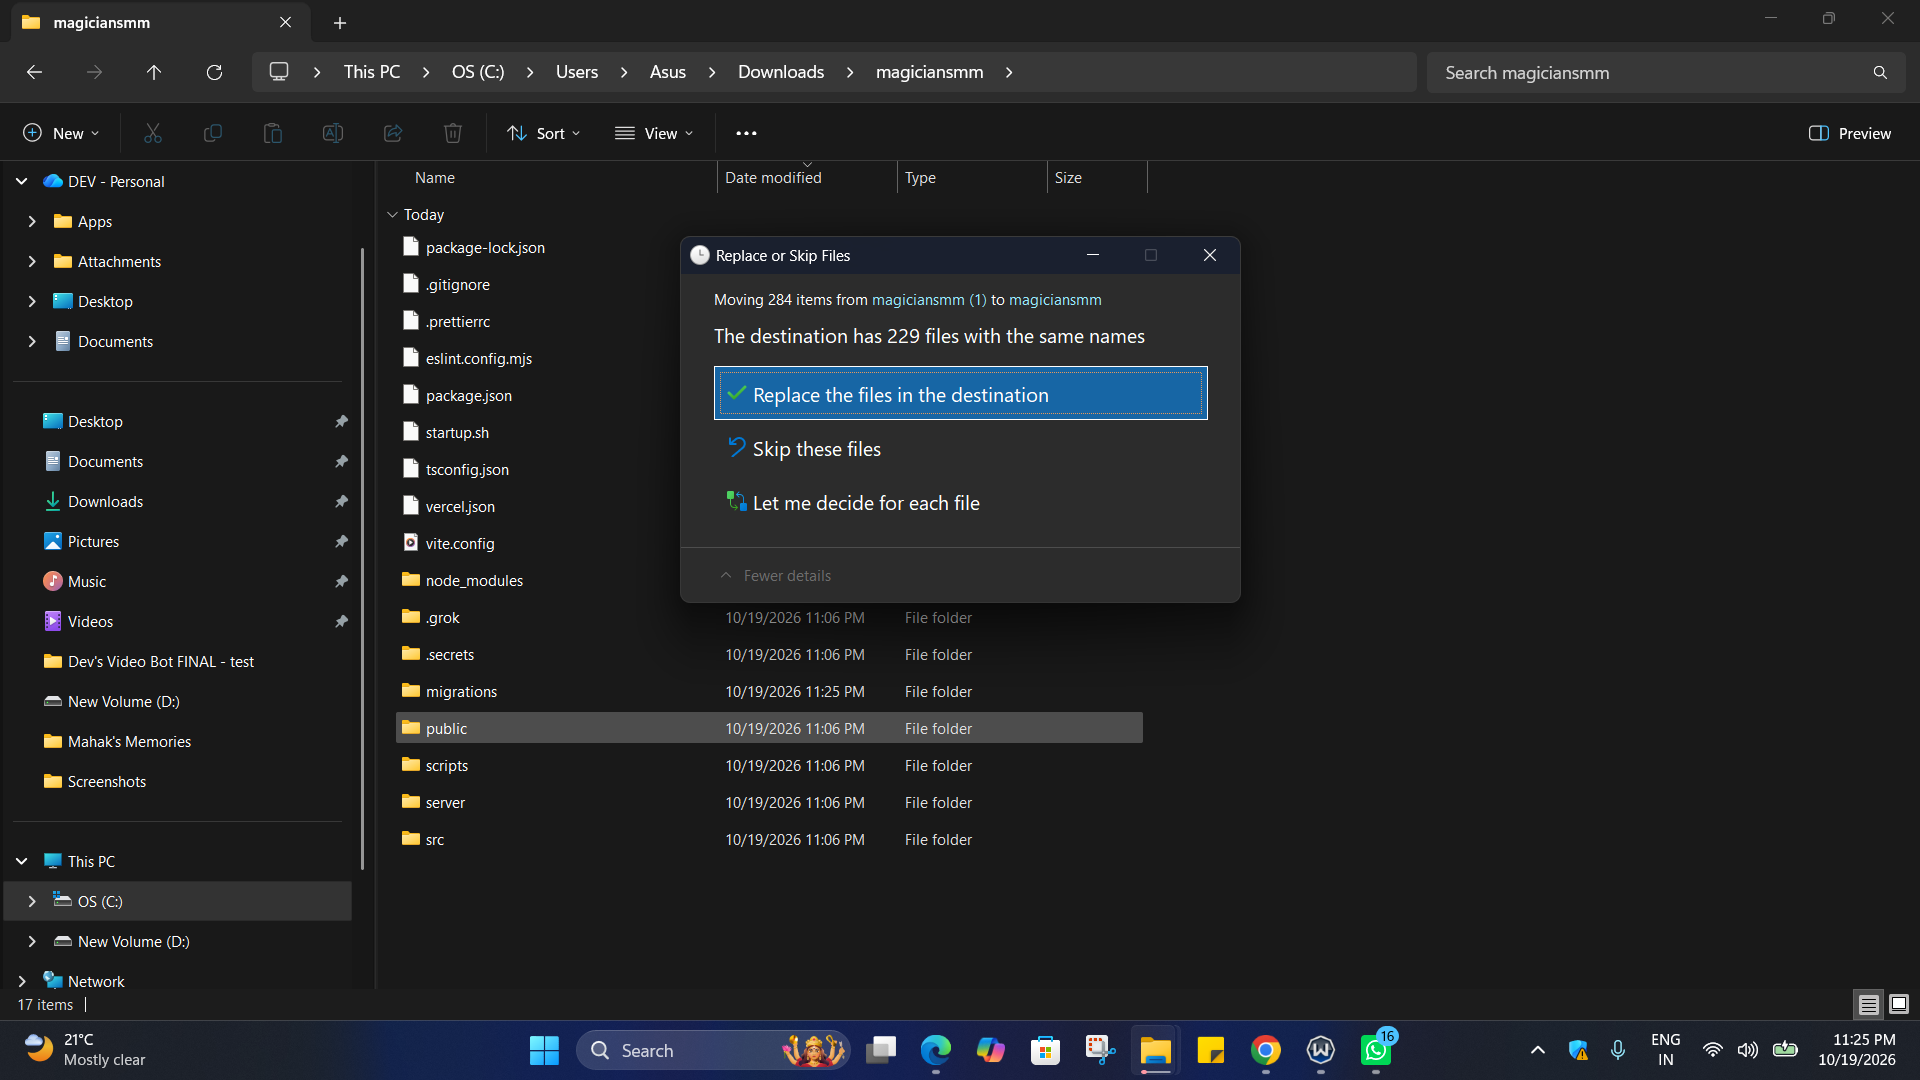 magiciansmm
This PC
OS (C:)
Users
Asus
Downloads
magiciansmm
Search magiciansmm
New
Sort
View
Preview
DEV - Personal
Apps
Attachments
Desktop
Documents
Desktop
Documents
Downloads
Pictures
Music
Videos
Dev's Video Bot FINAL - test
New Volume (D:)
Mahak's Memories
Screenshots
This PC
OS (C:)
New Volume (D:)
Network
Name
Date modified
Type
Size
Today
package-lock.json
.gitignore
.prettierrc
eslint.config.mjs
package.json
startup.sh
tsconfig.json
vercel.json
vite.config
node_modules
.grok 10/19/2026 11:06 PM File folder
.secrets 10/19/2026 11:06 PM File folder
migrations 10/19/2026 11:25 PM File folder
public 10/19/2026 11:06 PM File folder
scripts 10/19/2026 11:06 PM File folder
server 10/19/2026 11:06 PM File folder
src 10/19/2026 11:06 PM File folder
Replace or Skip Files
Moving 284 items from magiciansmm (1) to magiciansmm
The destination has 229 files with the same names
Replace the files in the destination
Skip these files
Let me decide for each file
Fewer details
17 items
21°C
Mostly clear
Search
16
ENG
IN
11:25 PM
10/19/2026